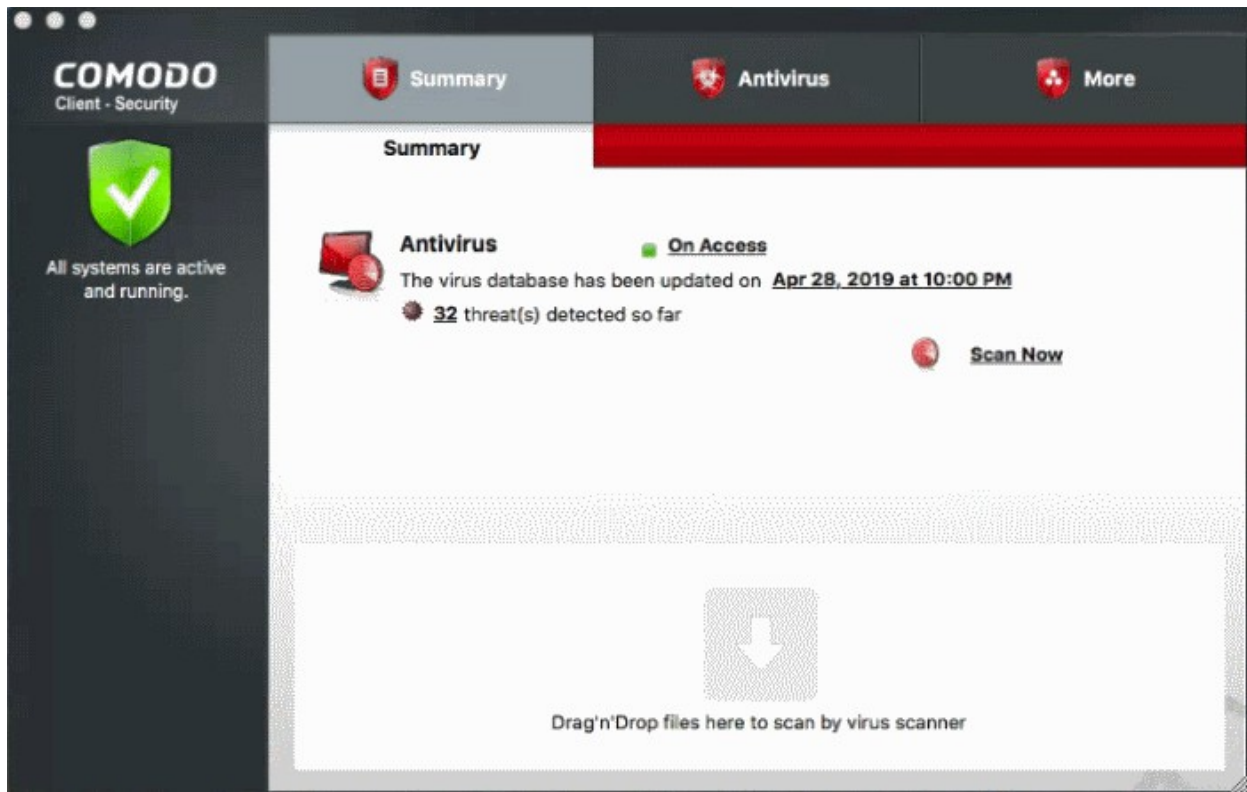 COMODO
Client - Security
Summary
Antivirus
More
Summary
All systems are active
and running.
Antivirus
On Access
The virus database has been updated on Apr 28, 2019 at 10:00 PM
32 threat(s) detected so far
Scan Now
Drag'n'Drop files here to scan by virus scanner